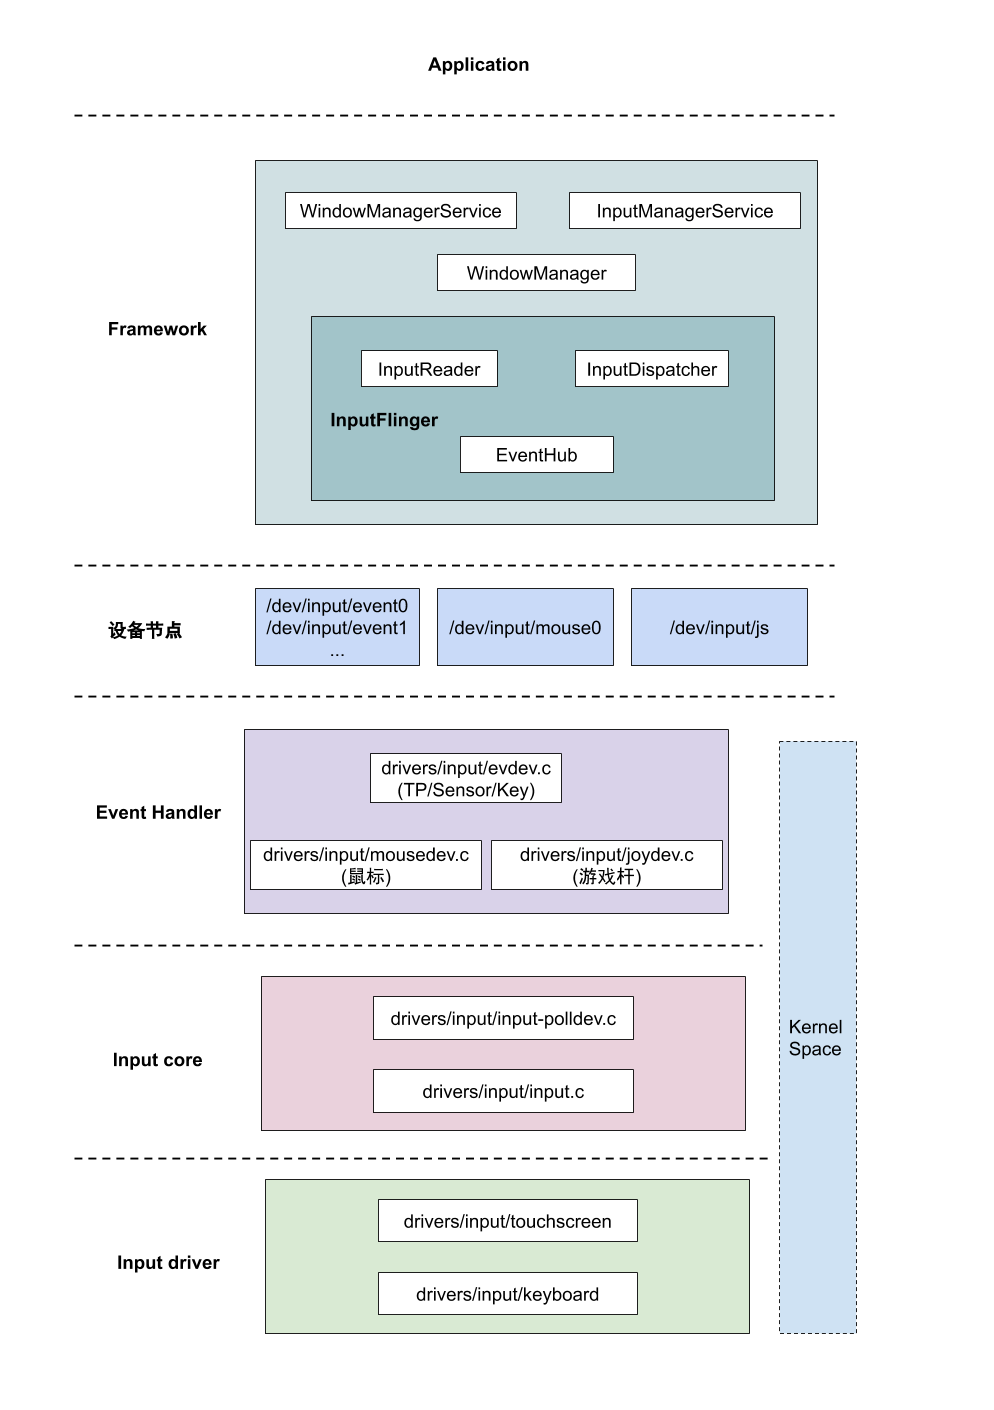 Application
WindowManagerService
InputManagerService
WindowManager
Framework
InputReader
InputDispatcher
InputFlinger
EventHub
设备节点
/dev/input/event0
/dev/input/event1
...
/dev/input/mouse0
/dev/input/js
drivers/input/evdev.c
(TP/Sensor/Key)
Event Handler
drivers/input/mousedev.c
(鼠标)
drivers/input/joydev.c
(游戏杆)
Kernel
Space
drivers/input/input-polldev.c
Input core
drivers/input/input.c
drivers/input/touchscreen
Input driver
drivers/input/keyboard